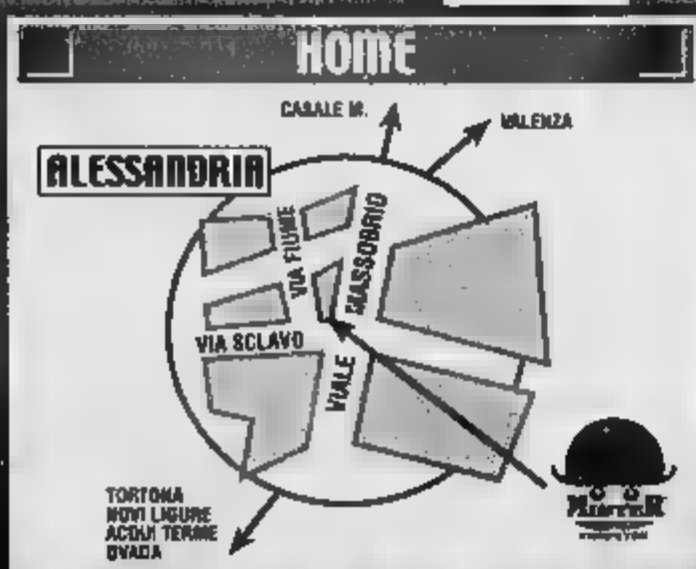 HOME
CASALE M.
VALENZA
ALESSANDRIA
VIA FIUME
MASSOBRIO
VIA SCLAVO
VIALE
TORTONA
NOVI LIGURE
ACQUI TERME
OVADA